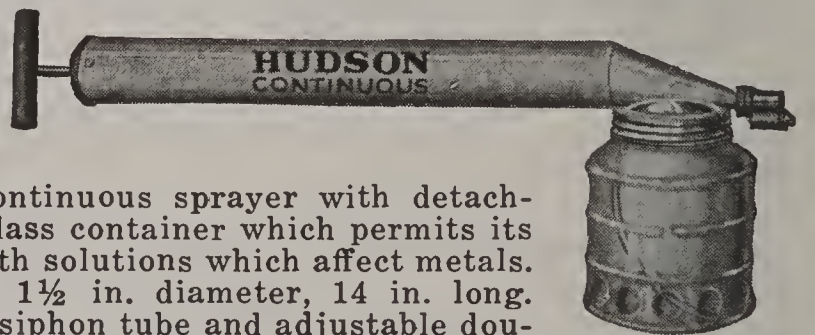 HUDSON
CONTINUOUS
ontinuous sprayer with detach-
lass container which permits its
th solutions which affect metals.
1½ in. diameter, 14 in. long.
siphon tube and adjustable dou-